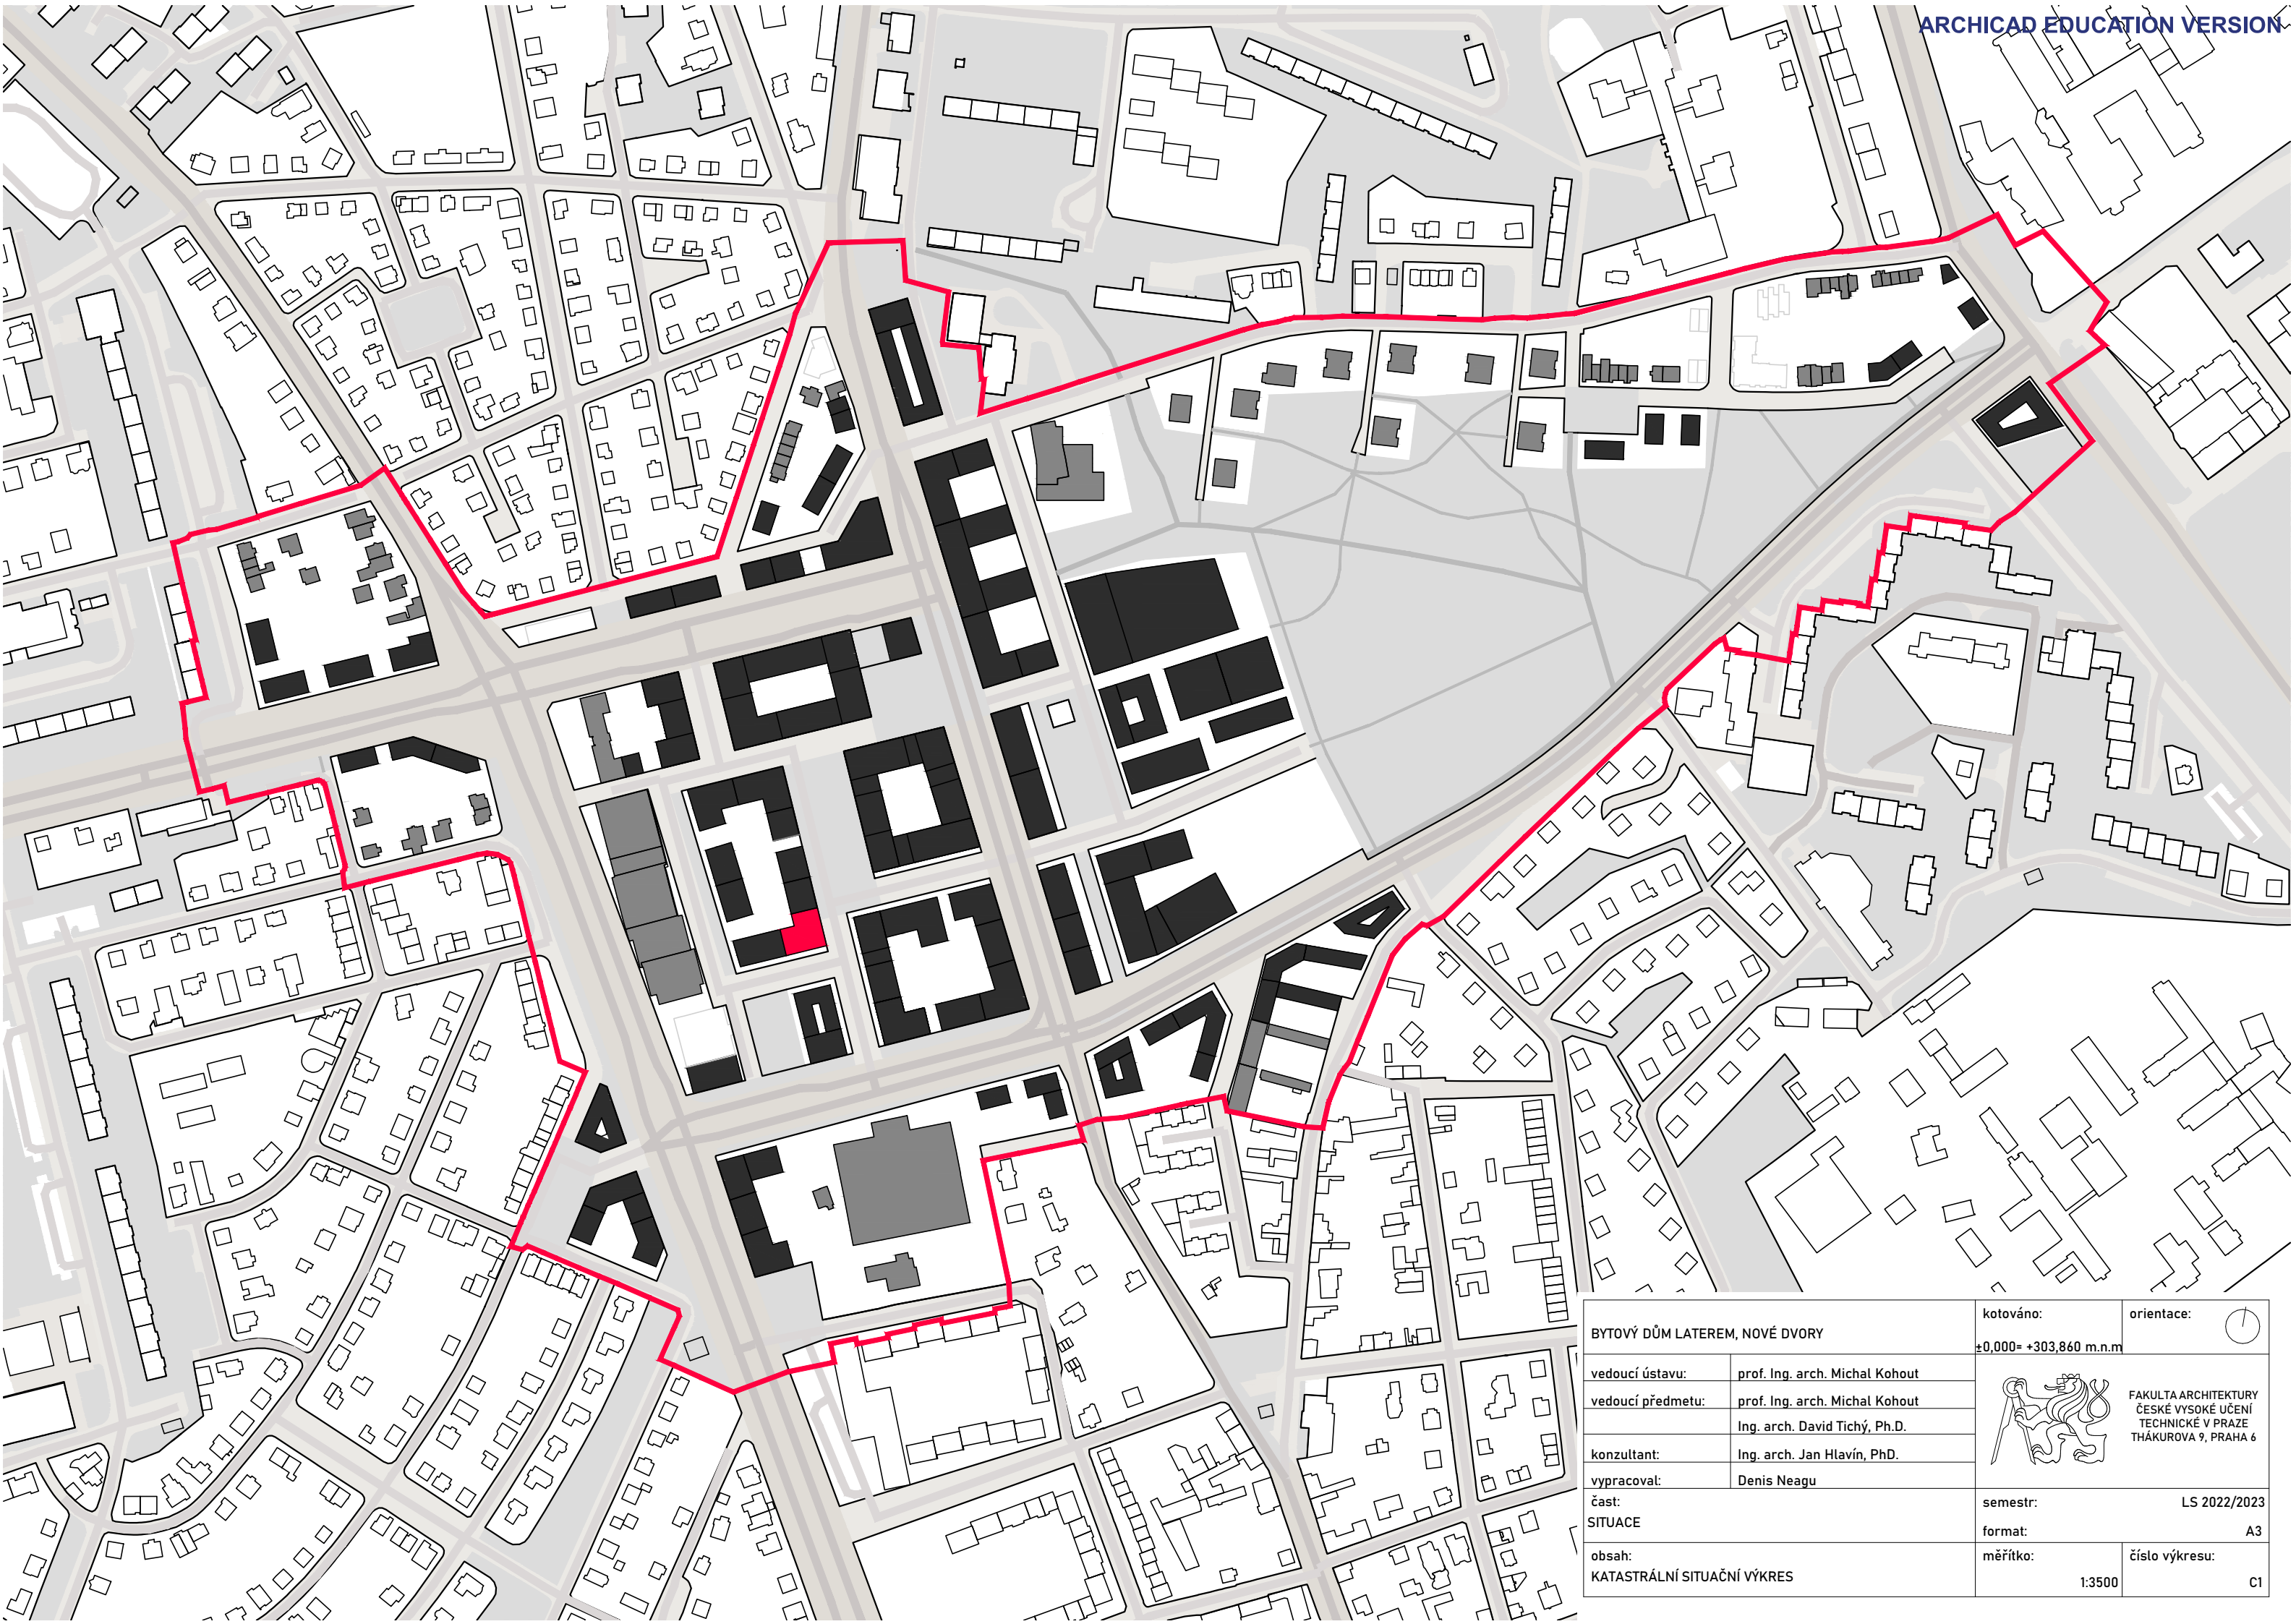 ARCHICAD EDUCATION VERSION
BYTOVÝ DŮM LATEREM, NOVÉ DVORY
kotováno:
±0,000= +303,860 m.n.m
orientace:
vedoucí ústavu: prof. Ing. arch. Michal Kohout
vedoucí předmetu: prof. Ing. arch. Michal Kohout
Ing. arch. David Tichý, Ph.D.
konzultant: Ing. arch. Jan Hlavín, PhD.
vypracoval: Denis Neagu
FAKULTA ARCHITEKTURY
ČESKÉ VYSOKÉ UČENÍ
TECHNICKÉ V PRAZE
THÁKUROVA 9, PRAHA 6
čast:
SITUACE
semestr: LS 2022/2023
format: A3
obsah:
KATASTRÁLNÍ SITUAČNÍ VÝKRES
měřítko:
1:3500
číslo výkresu:
C1